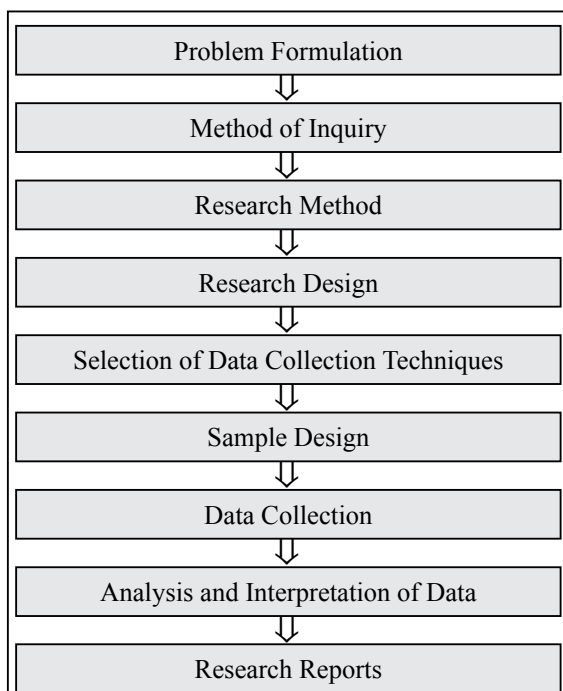 Problem Formulation
Method of Inquiry
Research Method
Research Design
Selection of Data Collection Techniques
Sample Design
Data Collection
Analysis and Interpretation of Data
Research Reports